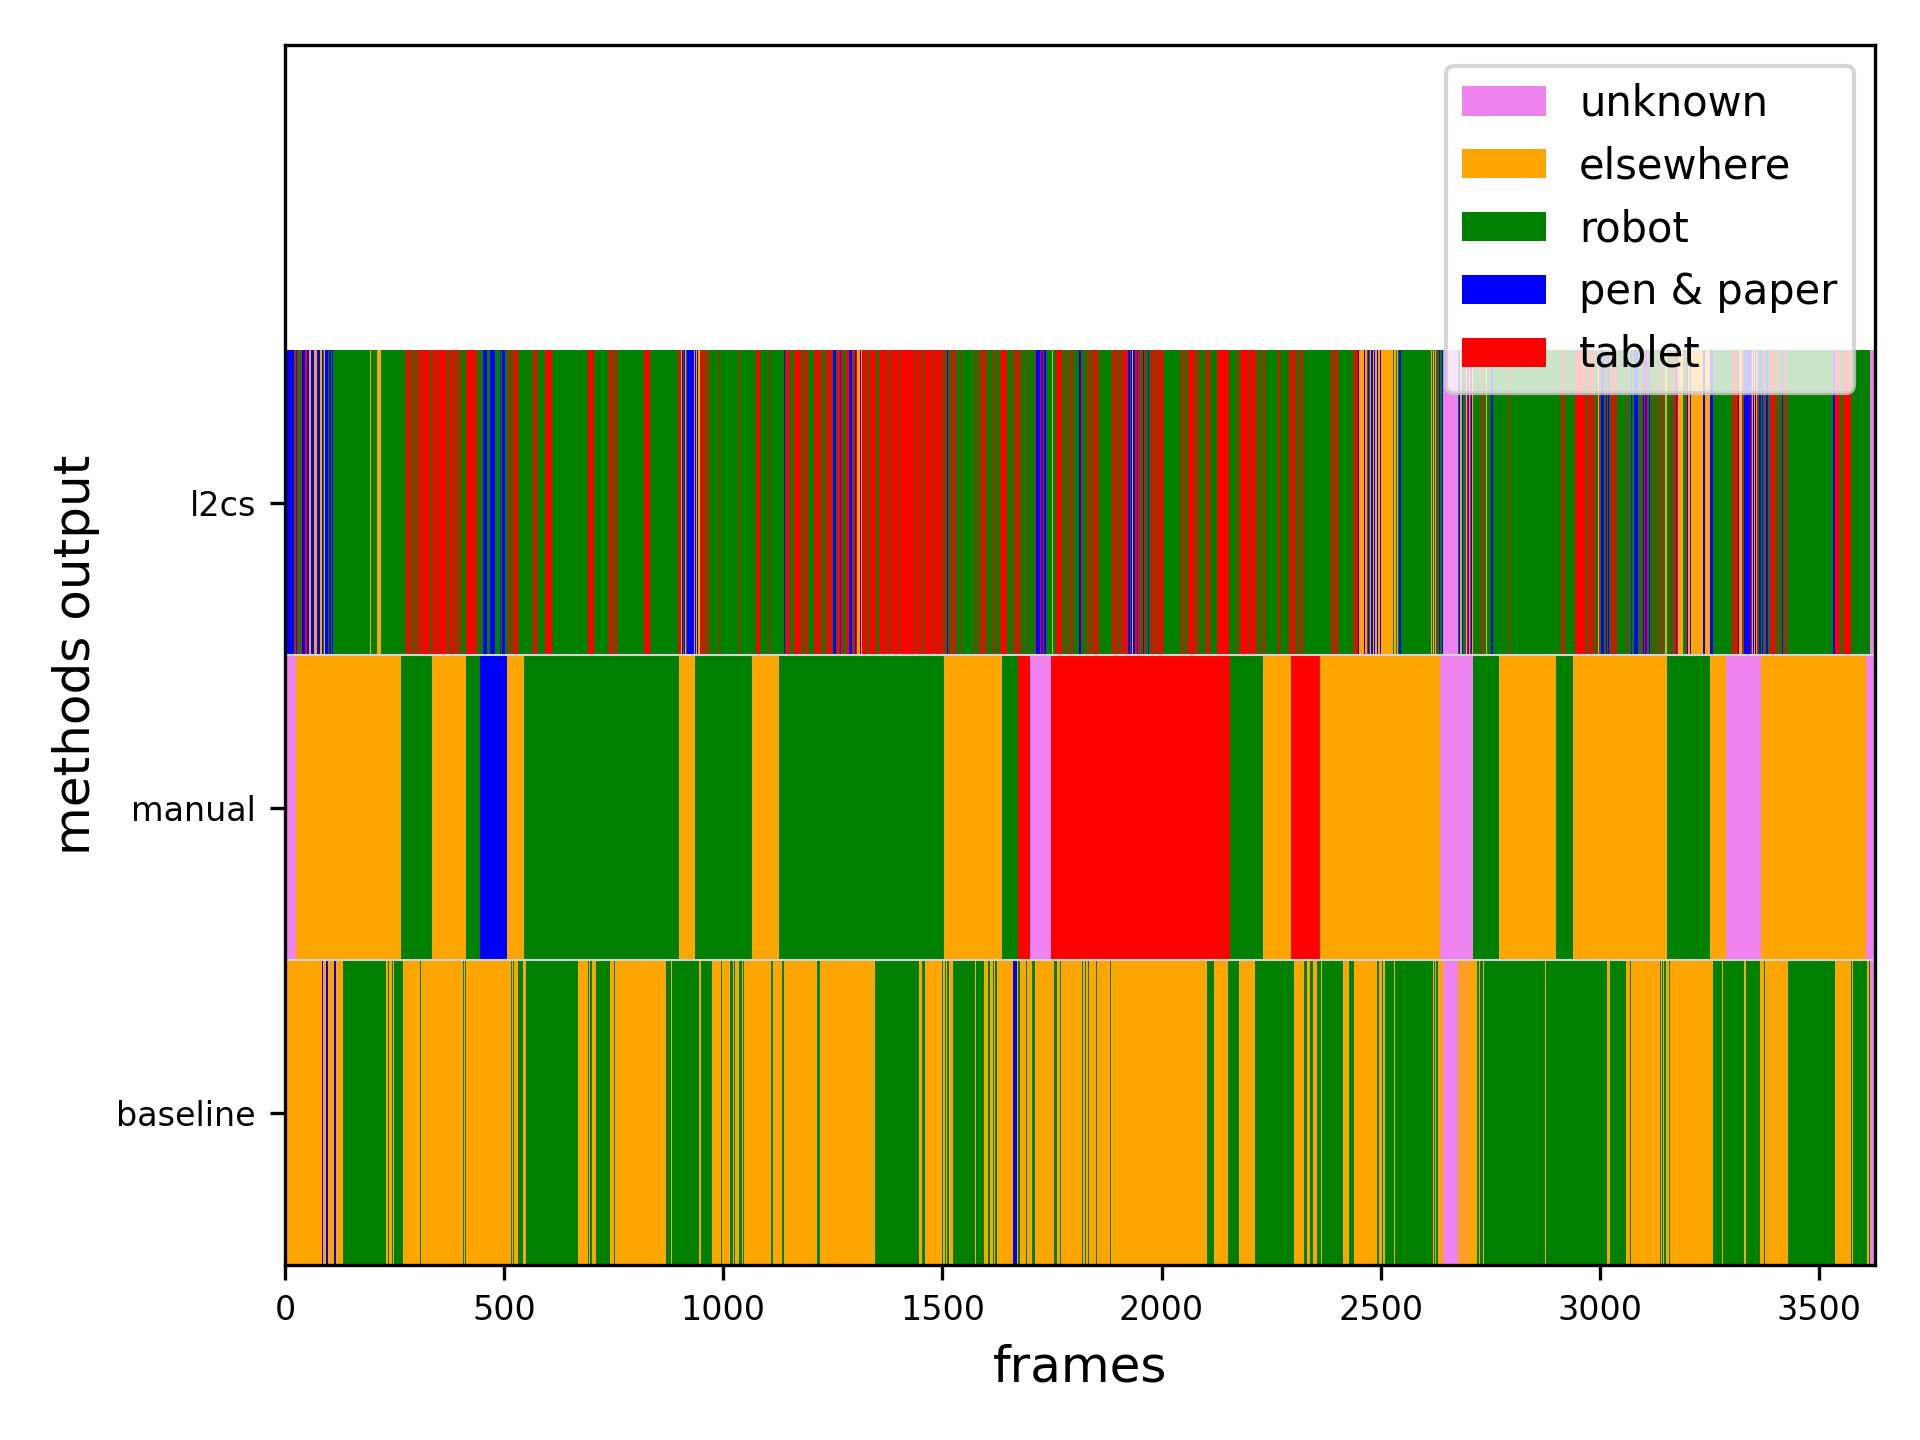 unknown
elsewhere
robot
pen & paper
tablet
methods output
l2cs
manual
baseline
0 500 1000 1500 2000 2500 3000 3500
frames